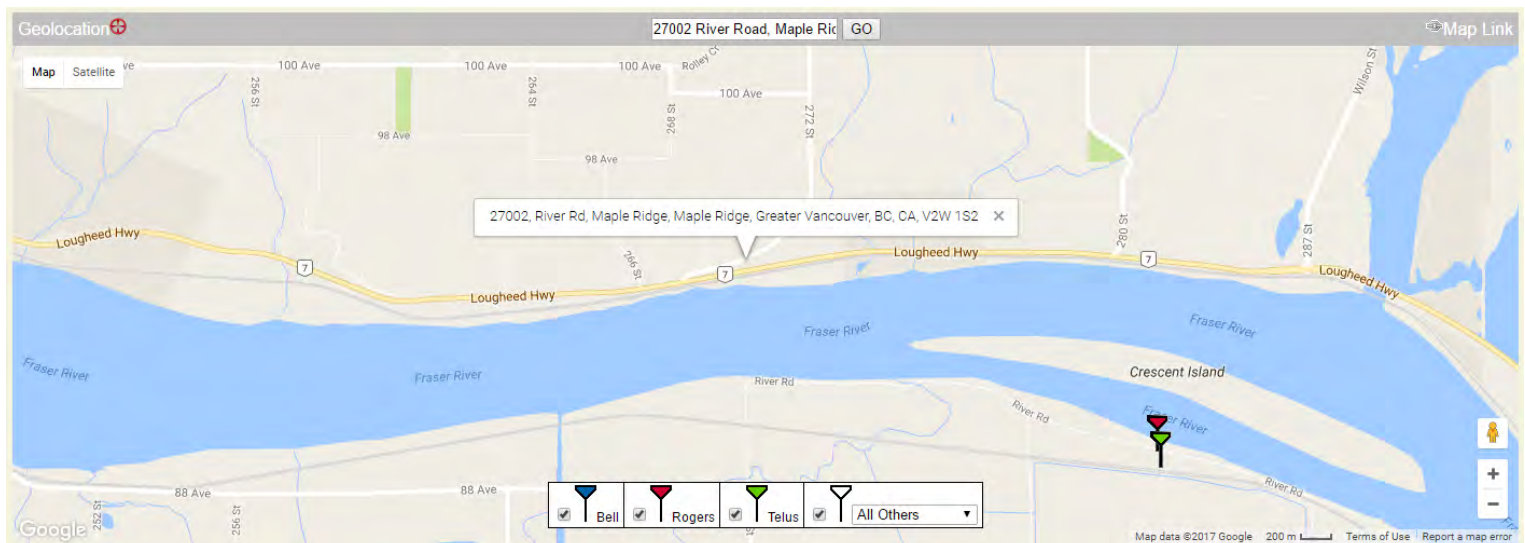 Geolocation
27002 River Road, Maple Ric
GO
Map Link
Map
Satellite
ve
100 Ave
100 Ave
100 Ave
Rolley Cr
Wilson St
256 St
264 St
268 St
100 Ave
272 St
98 Ave
98 Ave
27002, River Rd, Maple Ridge, Maple Ridge, Greater Vancouver, BC, CA, V2W 1S2
280 St
287 St
Lougheed Hwy
7
266 St
7
Lougheed Hwy
7
Lougheed Hwy
Lougheed Hwy
Fraser River
Fraser River
Fraser River
Fraser River
Crescent Island
River Rd
River Rd
Fraser River
River Rd
88 Ave
88 Ave
252 St
256 St
Bell
Rogers
Telus
All Others
Google
Map data ©2017 Google
200 m
Terms of Use
Report a map error